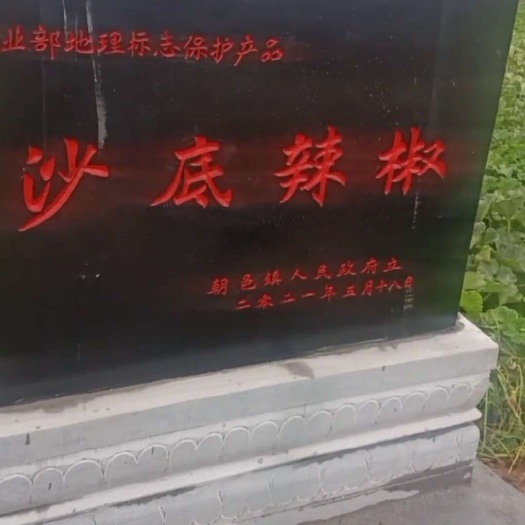 业部地理标志保护产品
沙底辣椒
朝邑镇人民政府立
二零二一年五月十八日